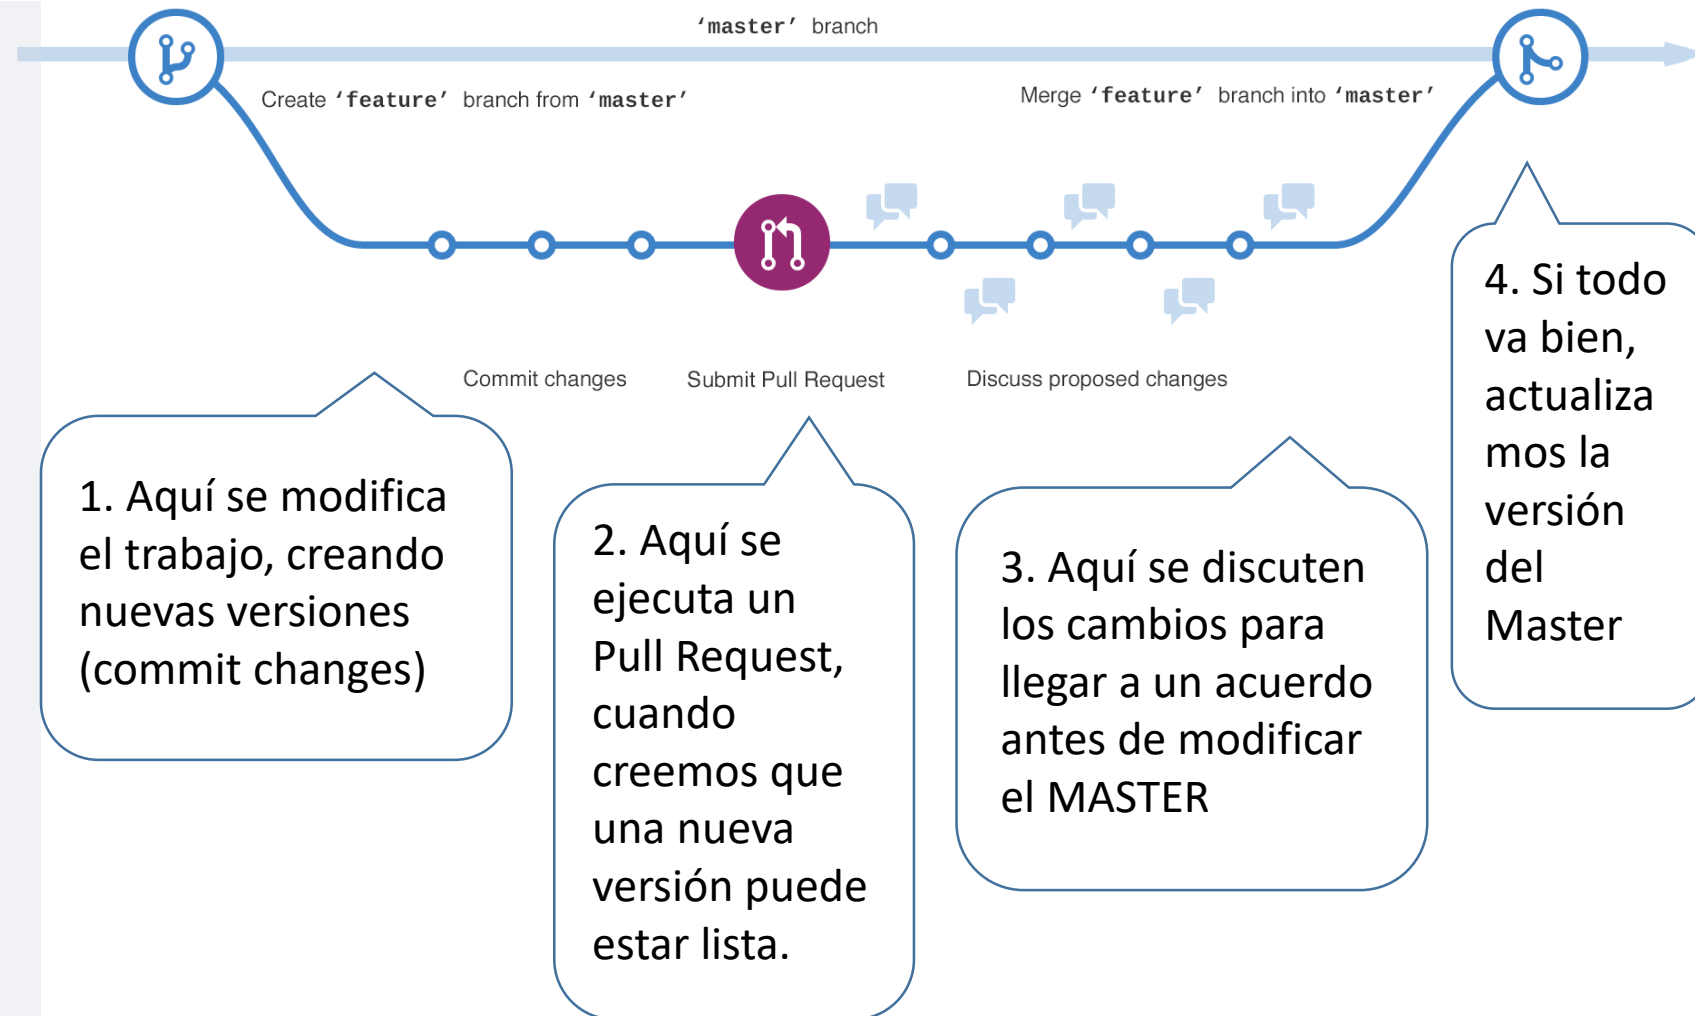 ‘master’ branch
Create ‘feature’ branch from ‘master’
Merge ‘feature’ branch into ‘master’
Commit changes
Submit Pull Request
Discuss proposed changes
1. Aquí se modifica
el trabajo, creando
nuevas versiones
(commit changes)
2. Aquí se
ejecuta un
Pull Request,
cuando
creemos que
una nueva
versión puede
estar lista.
3. Aquí se discuten
los cambios para
llegar a un acuerdo
antes de modificar
el MASTER
4. Si todo
va bien,
actualiza
mos la
versión
del
Master